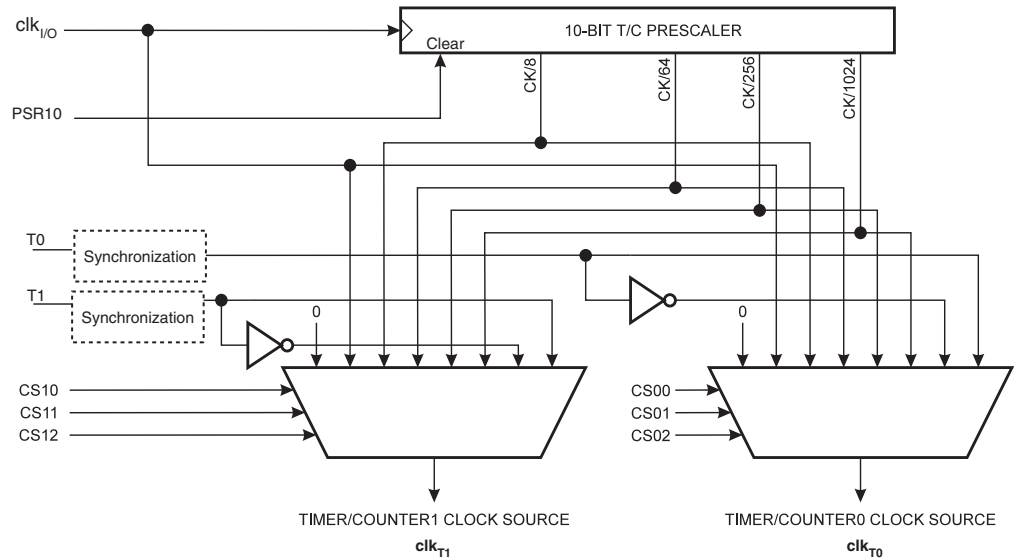 clkI/O
10-BIT T/C PRESCALER
Clear
PSR10
CK/8
CK/64
CK/256
CK/1024
T0
Synchronization
T1
Synchronization
0
0
CS10
CS11
CS12
CS00
CS01
CS02
TIMER/COUNTER1 CLOCK SOURCE
clkT1
TIMER/COUNTER0 CLOCK SOURCE
clkT0